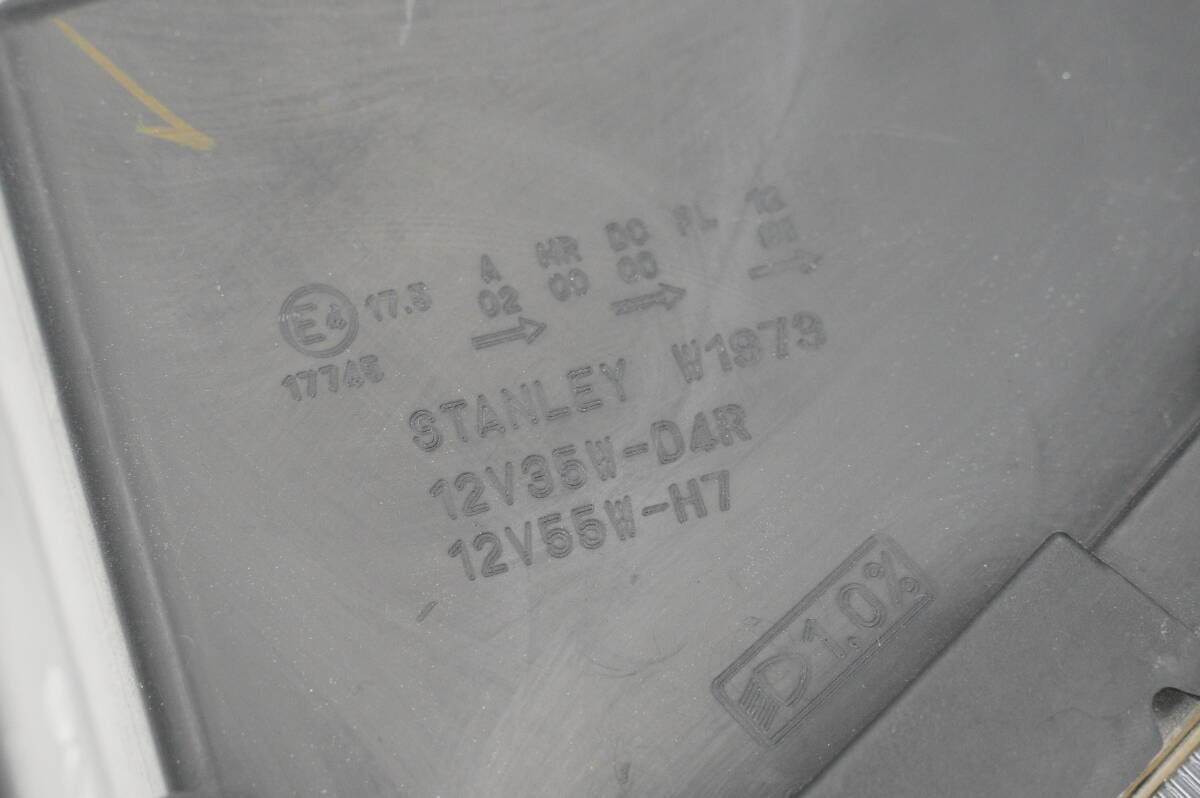 E4 17.5 A HR DC PL
02 00 00
17745
STANLEY W1873
12V35W-D4R
12V55W-H7
1.0%